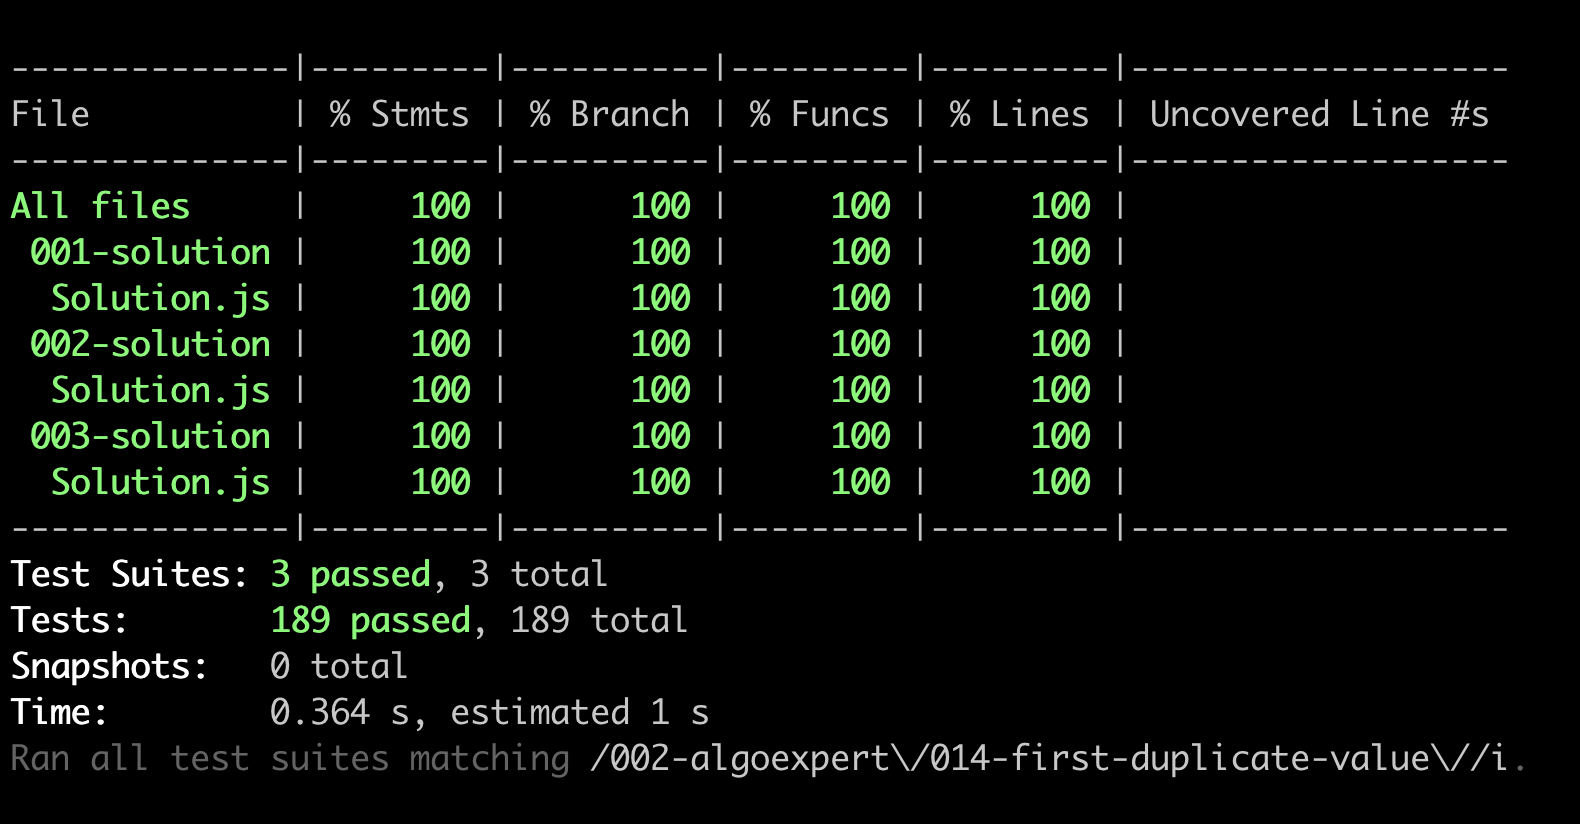 --------------|---------|----------|---------|---------|-------------------
File          | % Stmts | % Branch | % Funcs | % Lines | Uncovered Line #s
--------------|---------|----------|---------|---------|-------------------
All files     |     100 |      100 |     100 |     100 |
 001-solution |     100 |      100 |     100 |     100 |
  Solution.js |     100 |      100 |     100 |     100 |
 002-solution |     100 |      100 |     100 |     100 |
  Solution.js |     100 |      100 |     100 |     100 |
 003-solution |     100 |      100 |     100 |     100 |
  Solution.js |     100 |      100 |     100 |     100 |
--------------|---------|----------|---------|---------|-------------------
Test Suites: 3 passed, 3 total
Tests:       189 passed, 189 total
Snapshots:   0 total
Time:        0.364 s, estimated 1 s
Ran all test suites matching /002-algoexpert\/014-first-duplicate-value\//i.